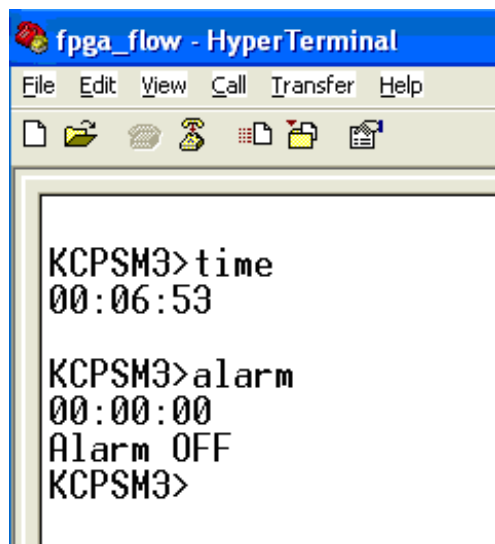 fpga_flow - HyperTerminal
File Edit View Call Transfer Help
KCPSM3>time
00:06:53
KCPSM3>alarm
00:00:00
Alarm OFF
KCPSM3>